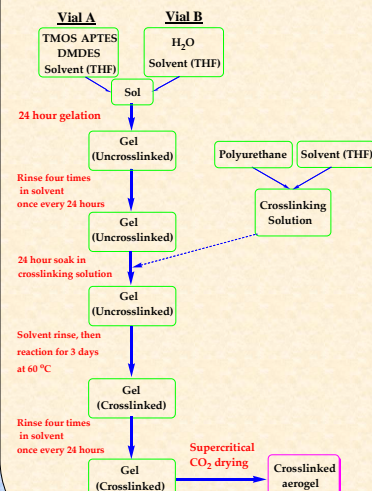 Vial A
Vial B
TMOS APTES
DMDES
Solvent (THF)
H2O
Solvent (THF)
Sol
24 hour gelation
Gel
(Uncrosslinked)
Polyurethane
Solvent (THF)
Rinse four times
in solvent
once every 24 hours
Crosslinking
Solution
Gel
(Uncrosslinked)
24 hour soak in
crosslinking solution
Gel
(Uncrosslinked)
Solvent rinse, then
reaction for 3 days
at 60 °C
Gel
(Crosslinked)
Rinse four times
in solvent
once every 24 hours
Supercritical
CO2 drying
Gel
(Crosslinked)
Crosslinked
aerogel